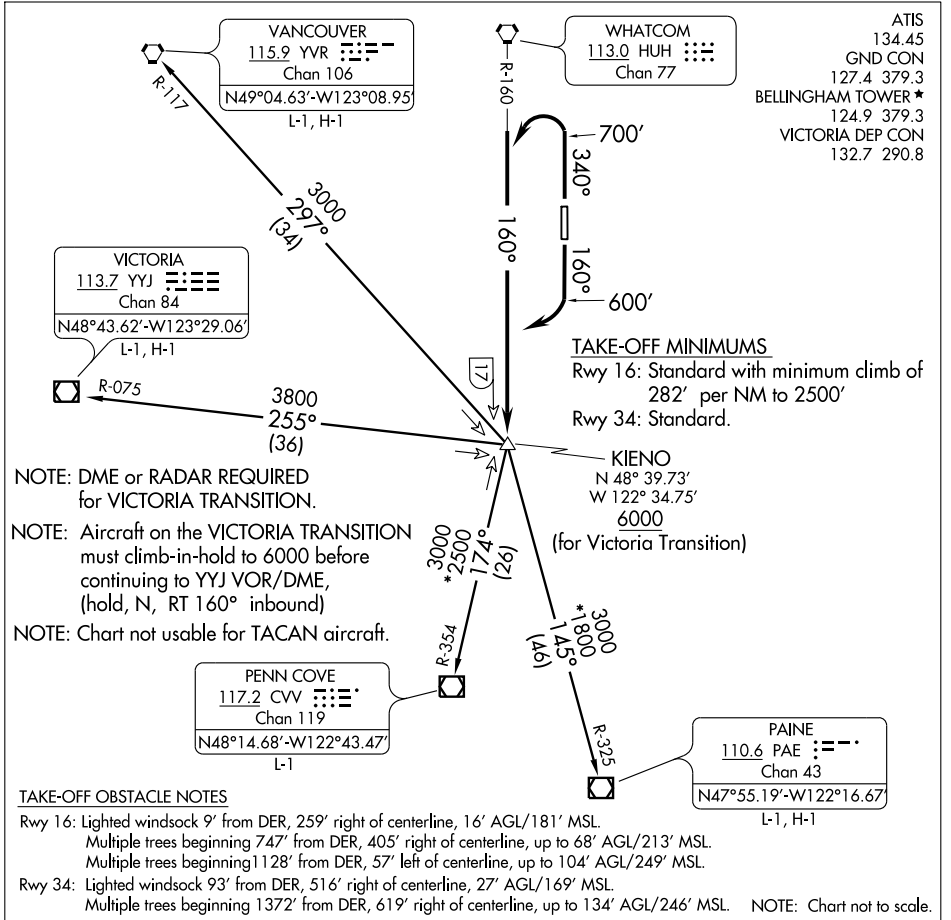 ATIS
134.45
GND CON
127.4 379.3
BELLINGHAM TOWER ★
124.9 379.3
VICTORIA DEP CON
132.7 290.8
VANCOUVER
115.9 YVR
Chan 106
N49°04.63'-W123°08.95'
L-1, H-1
R-117
WHATCOM
113.0 HUH
Chan 77
R-160
700'
340°
160°
160°
600'
3000
297°
(34)
VICTORIA
113.7 YYJ
Chan 84
N48°43.62'-W123°29.06'
L-1, H-1
R-075
3800
255°
(36)
17
TAKE-OFF MINIMUMS
Rwy 16: Standard with minimum climb of
282' per NM to 2500'
Rwy 34: Standard.
KIENO
N 48° 39.73'
W 122° 34.75'
6000
(for Victoria Transition)
NOTE: DME or RADAR REQUIRED
for VICTORIA TRANSITION.
NOTE: Aircraft on the VICTORIA TRANSITION
must climb-in-hold to 6000 before
continuing to YYJ VOR/DME,
(hold, N, RT 160° inbound)
NOTE: Chart not usable for TACAN aircraft.
3000
*2500
174°
(26)
R-354
3000
*1800
145°
(46)
R-325
PENN COVE
117.2 CVV
Chan 119
N48°14.68'-W122°43.47'
L-1
PAINE
110.6 PAE
Chan 43
N47°55.19'-W122°16.67'
L-1, H-1
TAKE-OFF OBSTACLE NOTES
Rwy 16: Lighted windsock 9' from DER, 259' right of centerline, 16' AGL/181' MSL.
Multiple trees beginning 747' from DER, 405' right of centerline, up to 68' AGL/213' MSL.
Multiple trees beginning1128' from DER, 57' left of centerline, up to 104' AGL/249' MSL.
Rwy 34: Lighted windsock 93' from DER, 516' right of centerline, 27' AGL/169' MSL.
Multiple trees beginning 1372' from DER, 619' right of centerline, up to 134' AGL/246' MSL.
NOTE: Chart not to scale.